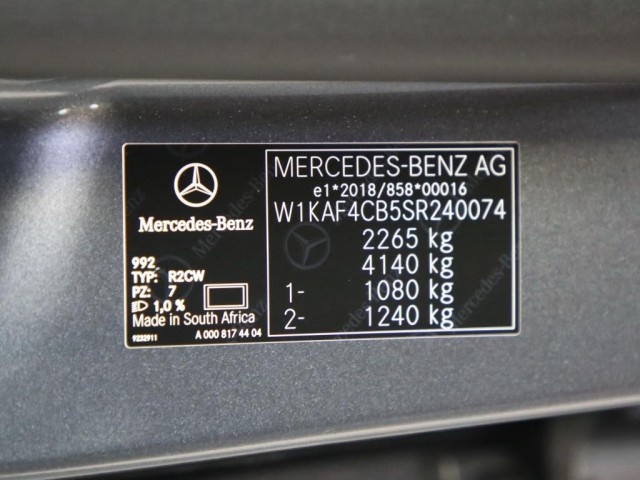 Mercedes-Benz
992
TYP: R2CW
PZ: 7
1,0 %
Made in South Africa
9232911 A 000 817 44 04
MERCEDES-BENZ AG
e1*2018/858*00016
W1KAF4CB5SR240074
2265 kg
4140 kg
1- 1080 kg
2- 1240 kg